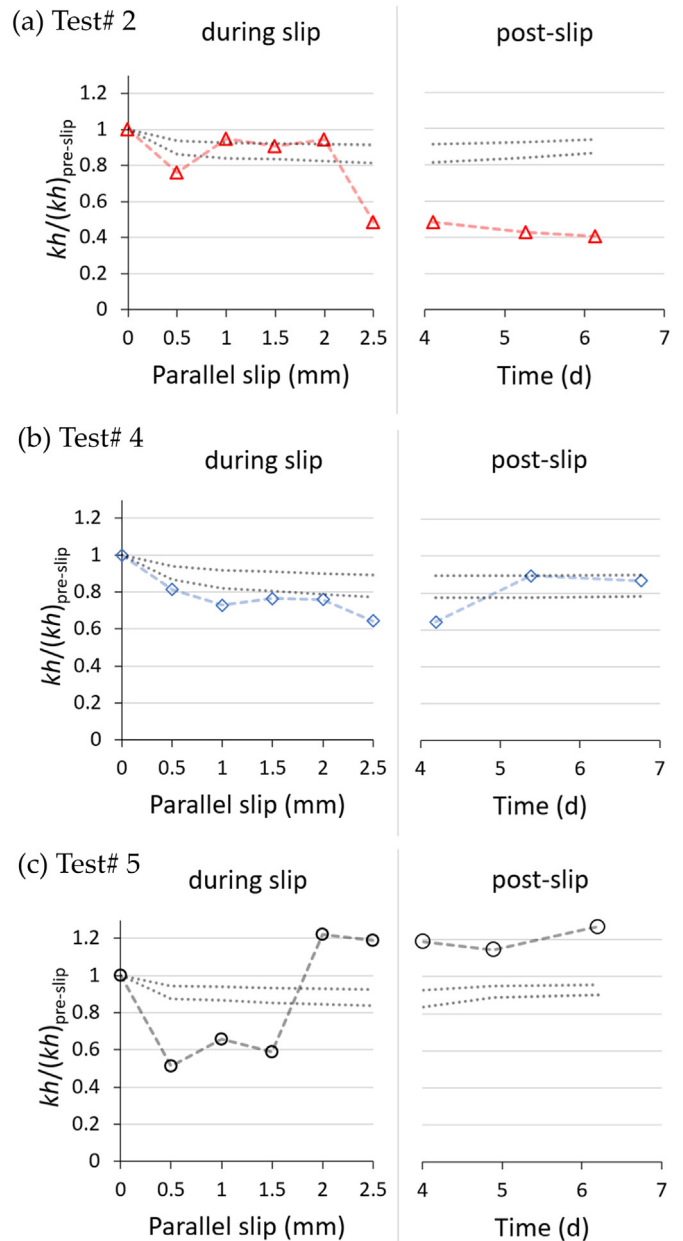 (a) Test# 2
during slip
post-slip
kh/(kh)pre-slip
1.2
1
0.8
0.6
0.4
0.2
0
0 0.5 1 1.5 2 2.5
4 5 6 7
Parallel slip (mm)
Time (d)
(b) Test# 4
during slip
post-slip
kh/(kh)pre-slip
1.2
1
0.8
0.6
0.4
0.2
0
0 0.5 1 1.5 2 2.5
4 5 6 7
Parallel slip (mm)
Time (d)
(c) Test# 5
during slip
post-slip
kh/(kh)pre-slip
1.2
1
0.8
0.6
0.4
0.2
0
0 0.5 1 1.5 2 2.5
4 5 6 7
Parallel slip (mm)
Time (d)